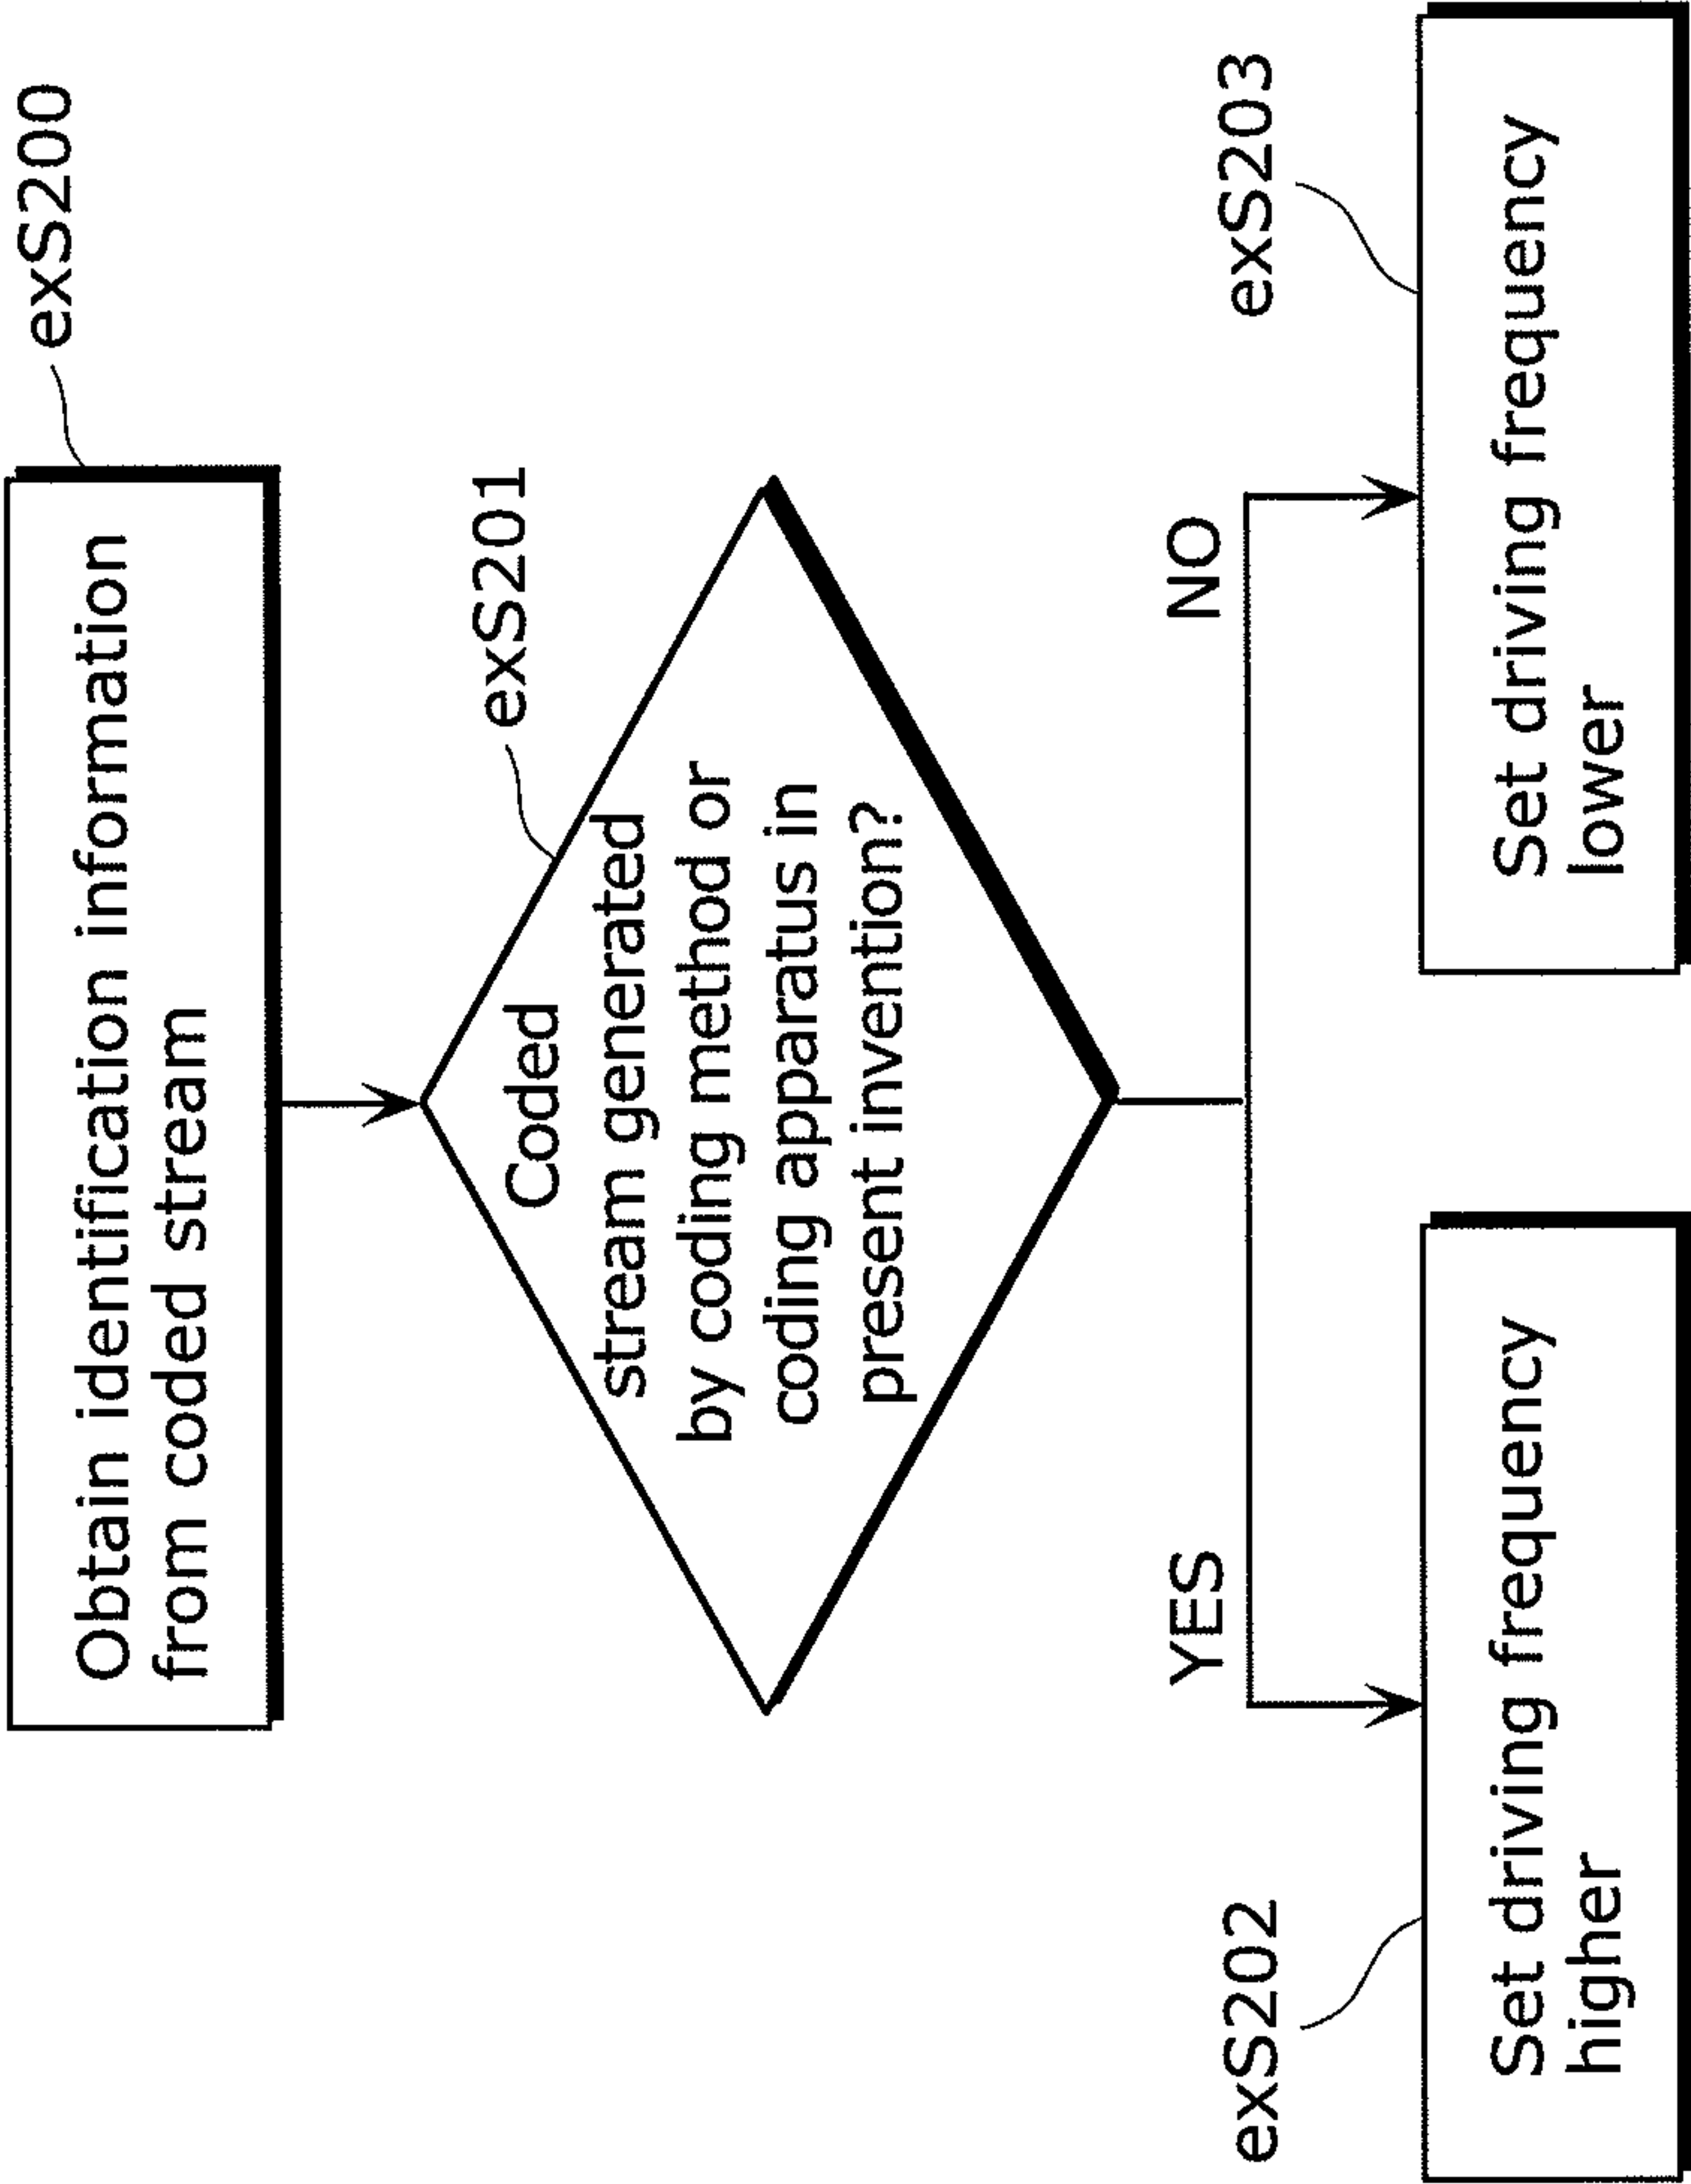 exS200
Obtain identification information
from coded stream
exS201
Coded
stream generated
by coding method or
coding apparatus in
present invention?
YES
NO
exS202
Set driving frequency
higher
exS203
Set driving frequency
lower